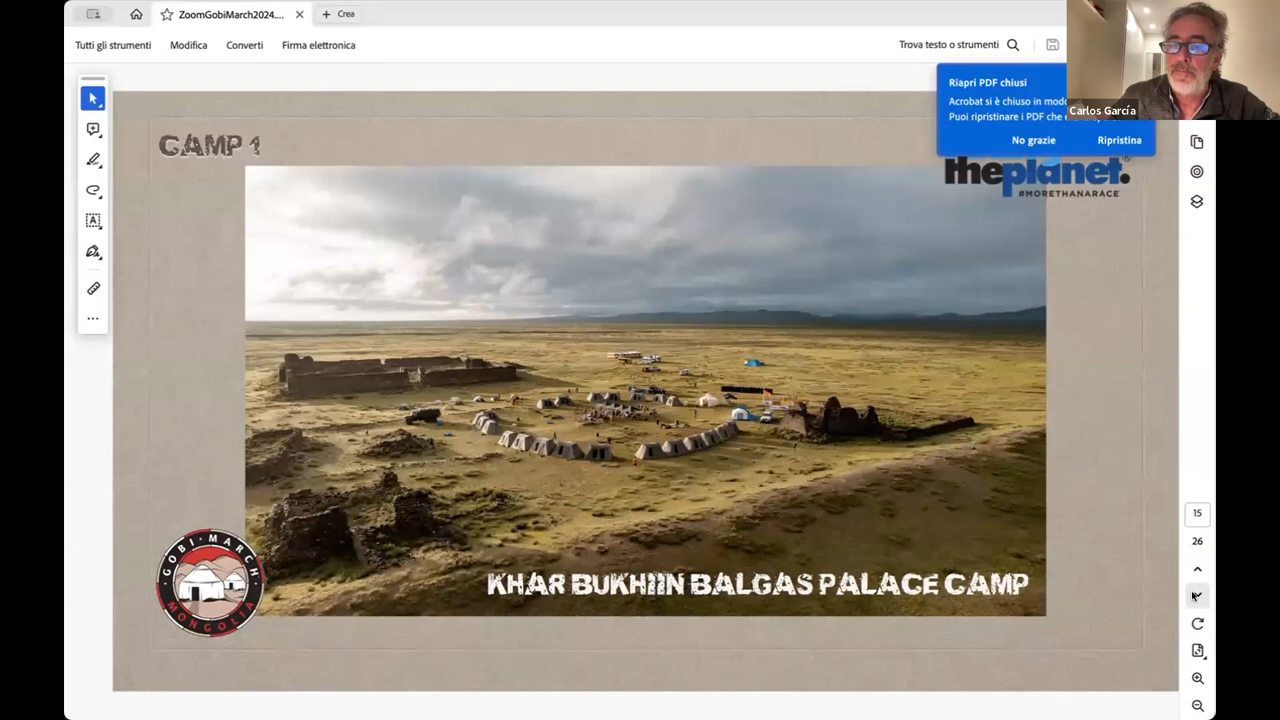 ZoomGobiMarch2024....
Crea
Tutti gli strumenti
Modifica
Converti
Firma elettronica
Trova testo o strumenti
Riapri PDF chiusi
Acrobat si è chiuso in
Puoi ripristinare i PDF che
No grazie
Ripristina
Carlos García
CAMP 1
theplanet.
#MORETHANARACE
KHAR BUKHIIN BALGAS PALACE CAMP
GOBI · MARCH
MONGOLIA
15
26